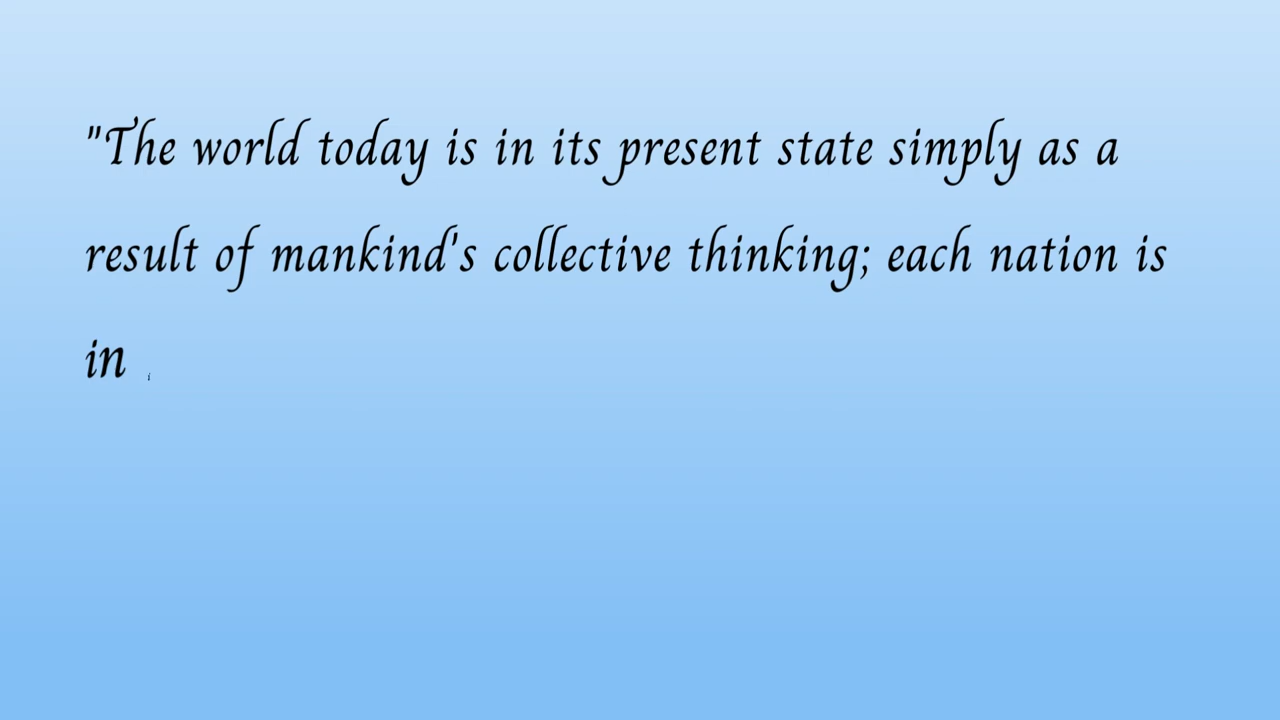 "The world today is in its present state simply as a
result of mankind's collective thinking; each nation is
in